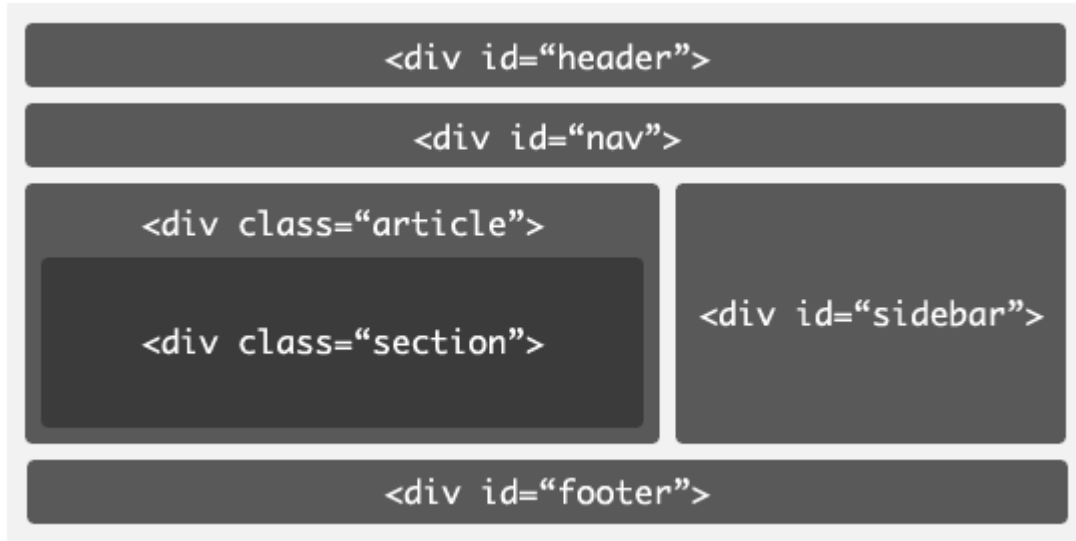 <div id=“header”>
<div id=“nav”>
<div class=“article”>
<div class=“section”>
<div id=“sidebar”>
<div id=“footer”>